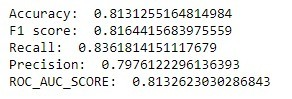 Accuracy:  0.8131255164814984
F1 score:  0.8164415683975559
Recall:  0.8361814151117679
Precision:  0.7976122296136393
ROC_AUC_SCORE:  0.8132623030286843